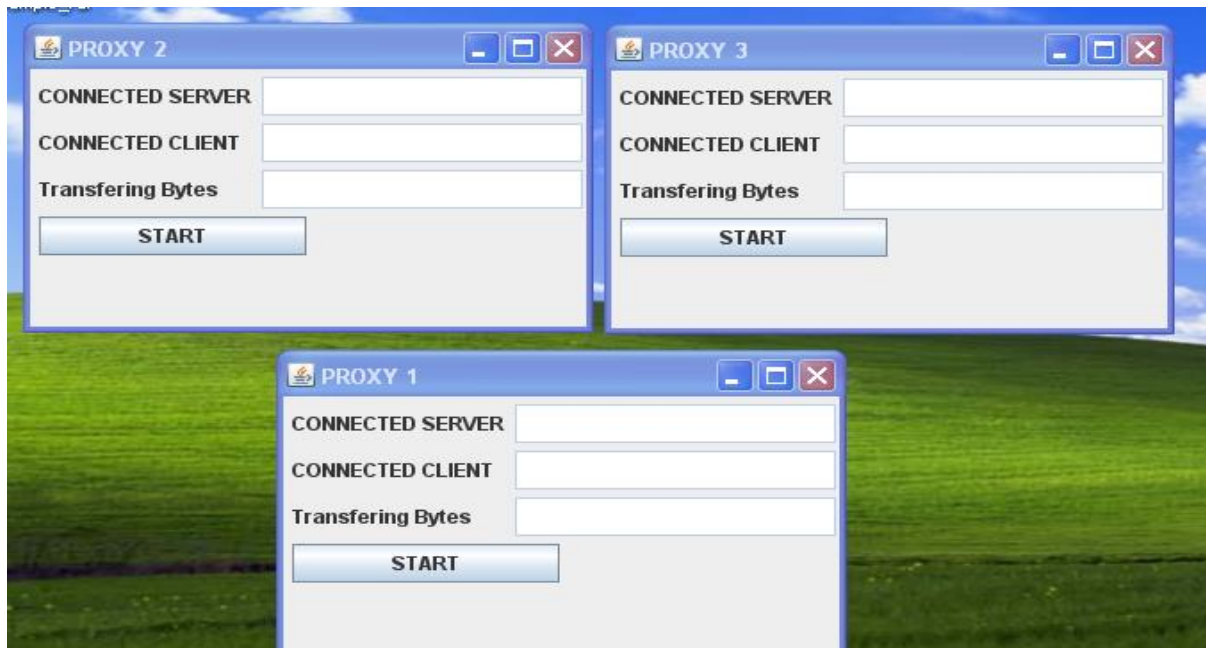 PROXY 2
CONNECTED SERVER
CONNECTED CLIENT
Transfering Bytes
START
PROXY 3
CONNECTED SERVER
CONNECTED CLIENT
Transfering Bytes
START
PROXY 1
CONNECTED SERVER
CONNECTED CLIENT
Transfering Bytes
START